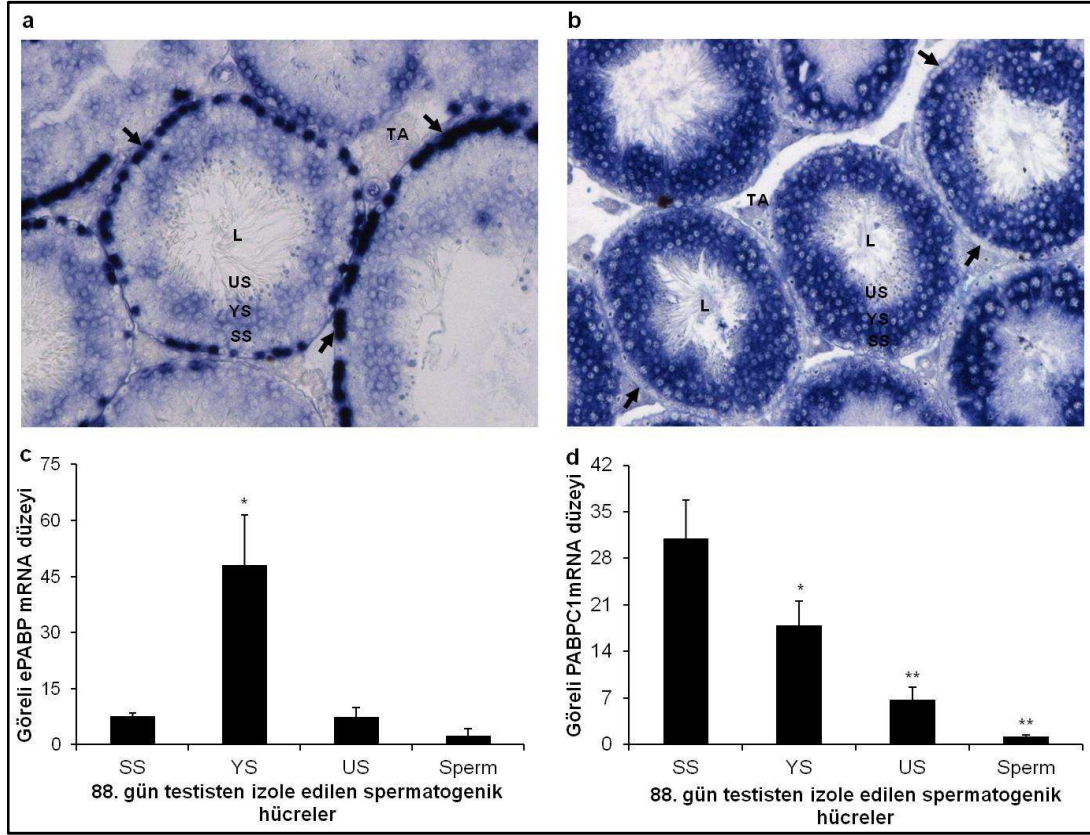 a
TA
L
US
YS
SS
b
TA
L
US
L
YS
SS
c
Göreli ePABP mRNA düzeyi
75
60
45
30
15
0
*
SS YS US Sperm
88. gün testisten izole edilen spermatogenik
hücreler
d
Göreli PABPC1mRNA düzeyi
42
35
28
21
14
7
0
*
**
**
SS YS US Sperm
88. gün testisten izole edilen spermatogenik
hücreler